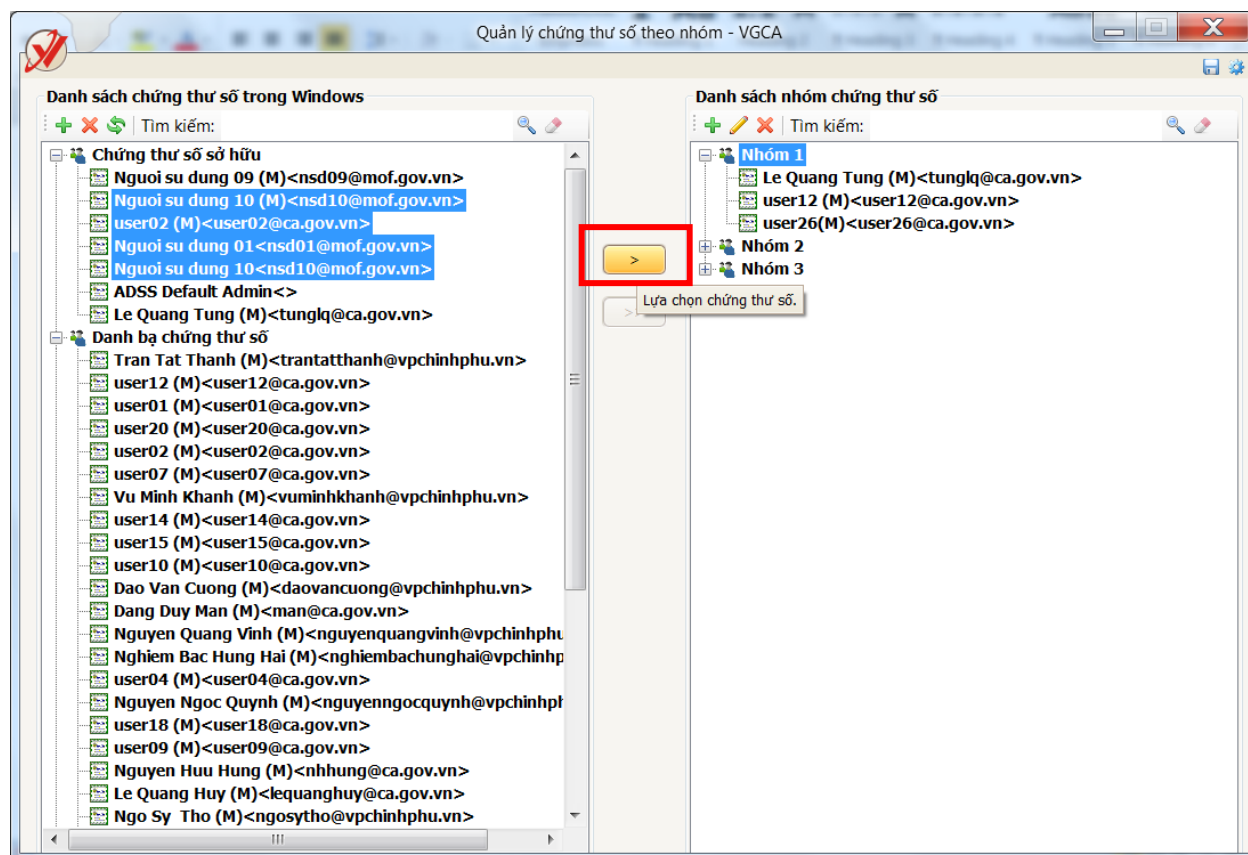 Quản lý chứng thư số theo nhóm - VGCA
Danh sách chứng thư số trong Windows
Tìm kiếm:
Chứng thư số sở hữu
Nguoi su dung 09 (M)<nsd09@mof.gov.vn>
Nguoi su dung 10 (M)<nsd10@mof.gov.vn>
user02 (M)<user02@ca.gov.vn>
Nguoi su dung 01<nsd01@mof.gov.vn>
Nguoi su dung 10<nsd10@mof.gov.vn>
ADSS Default Admin<>
Le Quang Tung (M)<tunglq@ca.gov.vn>
Danh bạ chứng thư số
Tran Tat Thanh (M)<trantatthanh@vpchinhphu.vn>
user12 (M)<user12@ca.gov.vn>
user01 (M)<user01@ca.gov.vn>
user20 (M)<user20@ca.gov.vn>
user02 (M)<user02@ca.gov.vn>
user07 (M)<user07@ca.gov.vn>
Vu Minh Khanh (M)<vuminhkhanh@vpchinhphu.vn>
user14 (M)<user14@ca.gov.vn>
user15 (M)<user15@ca.gov.vn>
user10 (M)<user10@ca.gov.vn>
Dao Van Cuong (M)<daovancuong@vpchinhphu.vn>
Dang Duy Man (M)<man@ca.gov.vn>
Nguyen Quang Vinh (M)<nguyenquangvinh@vpchinhphu
Nghiem Bac Hung Hai (M)<nghiembachunghai@vpchinhp
user04 (M)<user04@ca.gov.vn>
Nguyen Ngoc Quynh (M)<nguyenngocquynh@vpchinhph
user18 (M)<user18@ca.gov.vn>
user09 (M)<user09@ca.gov.vn>
Nguyen Huu Hung (M)<nhhung@ca.gov.vn>
Le Quang Huy (M)<lequanghuy@ca.gov.vn>
Ngo Sy Tho (M)<ngosytho@vpchinhphu.vn>
>
Lựa chọn chứng thư số.
Danh sách nhóm chứng thư số
Tìm kiếm:
Nhóm 1
Le Quang Tung (M)<tunglq@ca.gov.vn>
user12 (M)<user12@ca.gov.vn>
user26(M)<user26@ca.gov.vn>
Nhóm 2
Nhóm 3